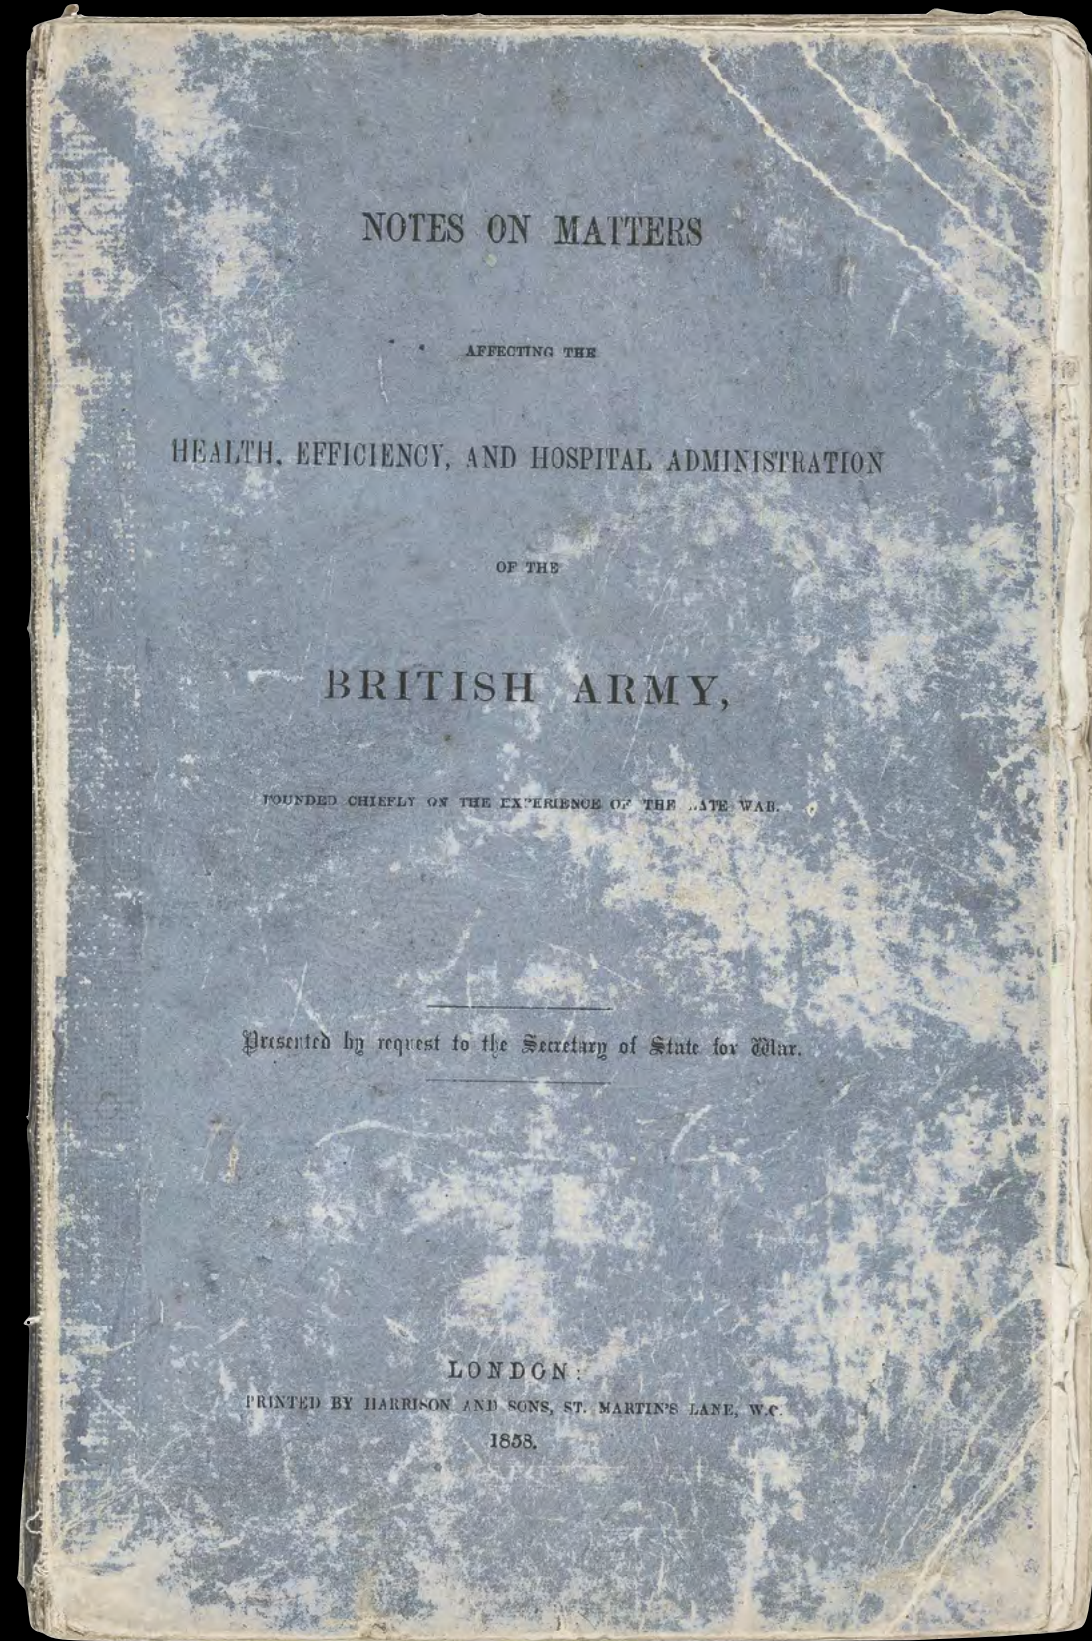 NOTES ON MATTERS
AFFECTING THE
HEALTH, EFFICIENCY, AND HOSPITAL ADMINISTRATION
OF THE
BRITISH ARMY,
FOUNDED CHIEFLY ON THE EXPERIENCE OF THE LATE WAR.
Presented by request to the Secretary of State for War.
LONDON:
PRINTED BY HARRISON AND SONS, ST. MARTIN'S LANE, W.C.
1858.